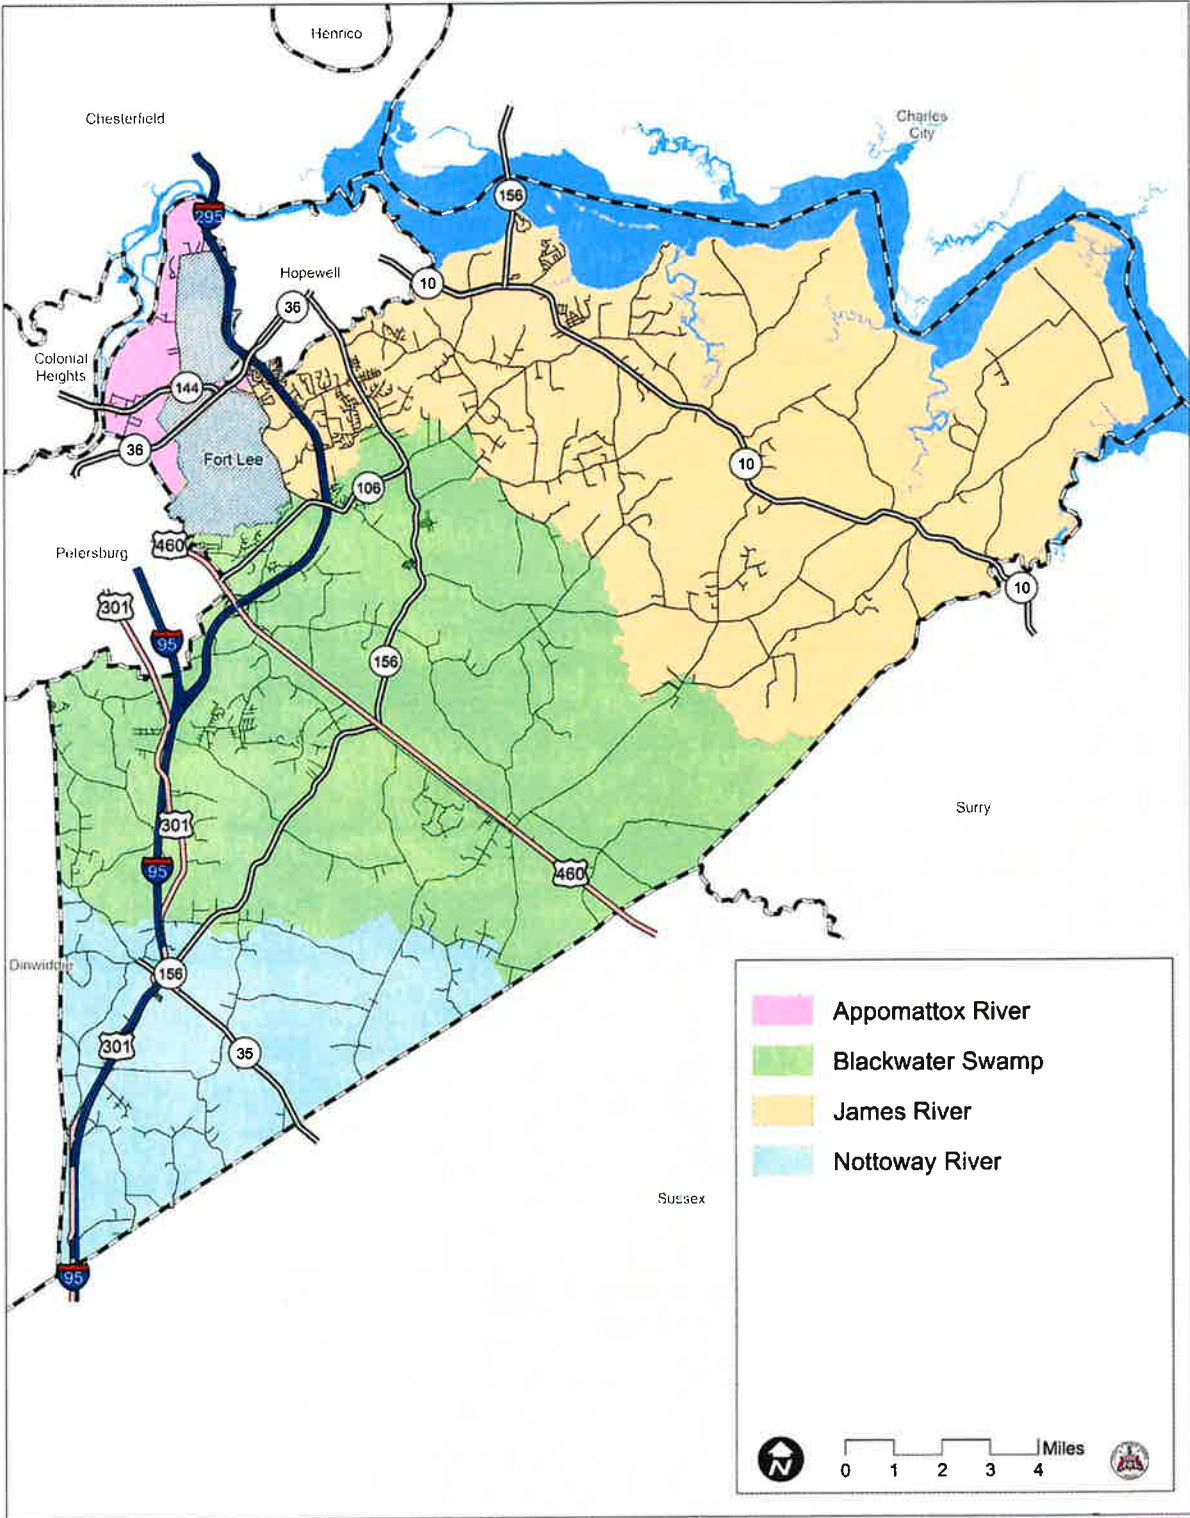 Henrico
Chesterfield
Charles
City
295
156
Hopewell
10
36
Colonial
Heights
144
36
Fort Lee
10
106
460
Petersburg
301
95
10
156
Surry
301
95
460
Dinwiddie
156
301
35
Sussex
95
Appomattox River
Blackwater Swamp
James River
Nottoway River
N
Miles
0 1 2 3 4